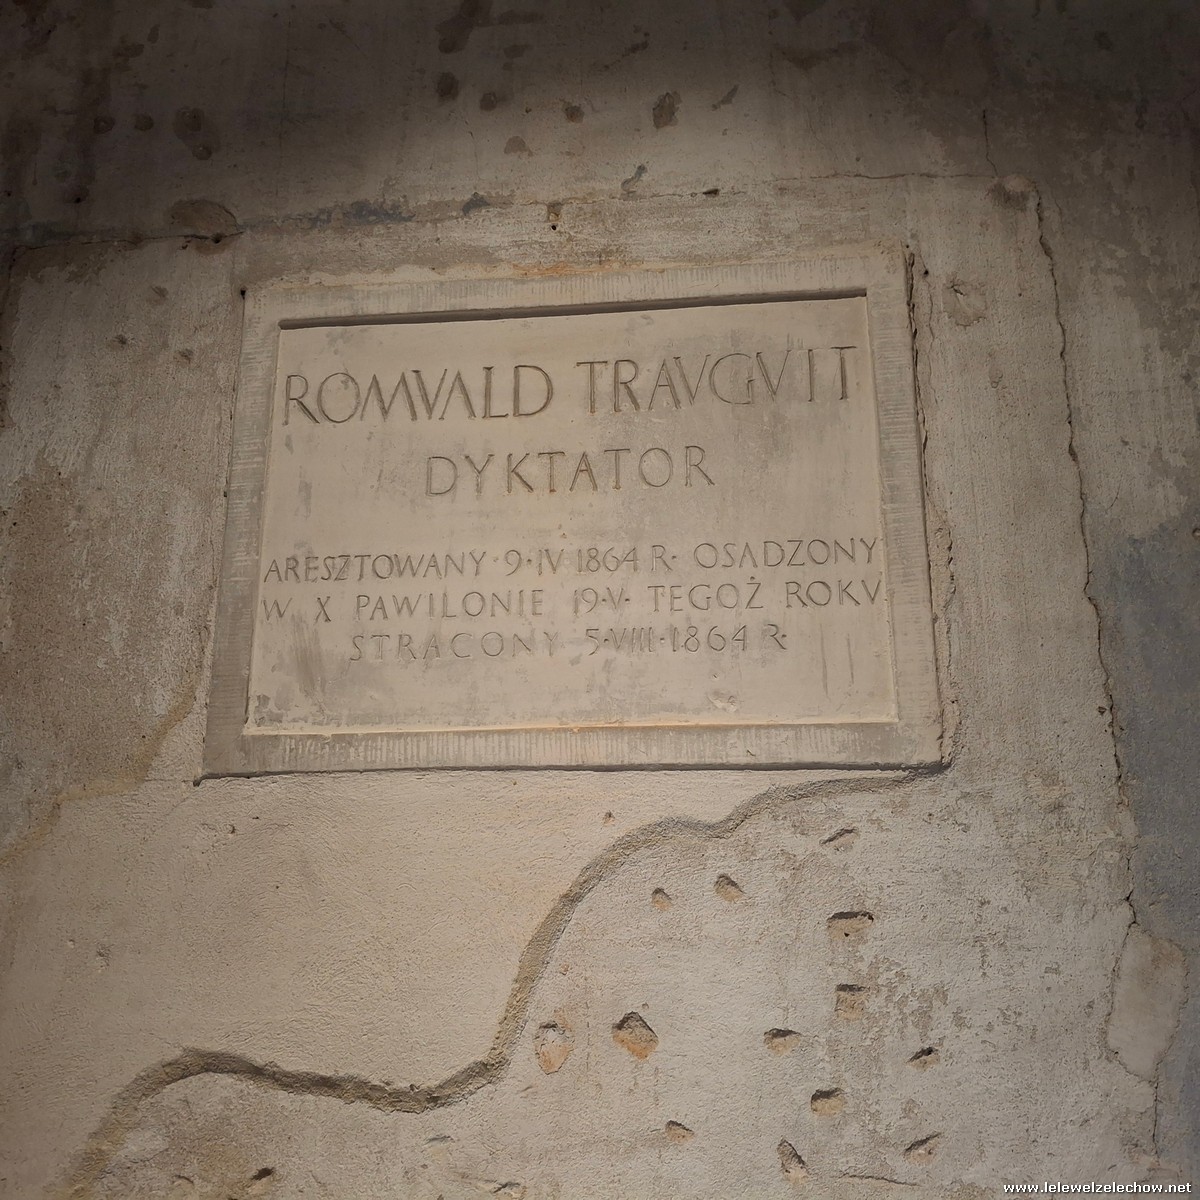 ROMVALD TRAVGVIT
DYKTATOR
ARESZTOWANY · 9 · IV 1864 R · OSADZONY
W X PAWILONIE 19 · V · TEGOŻ ROKV
STRACONY 5 · VIII · 1864 R ·
www.lelewelzelechow.net